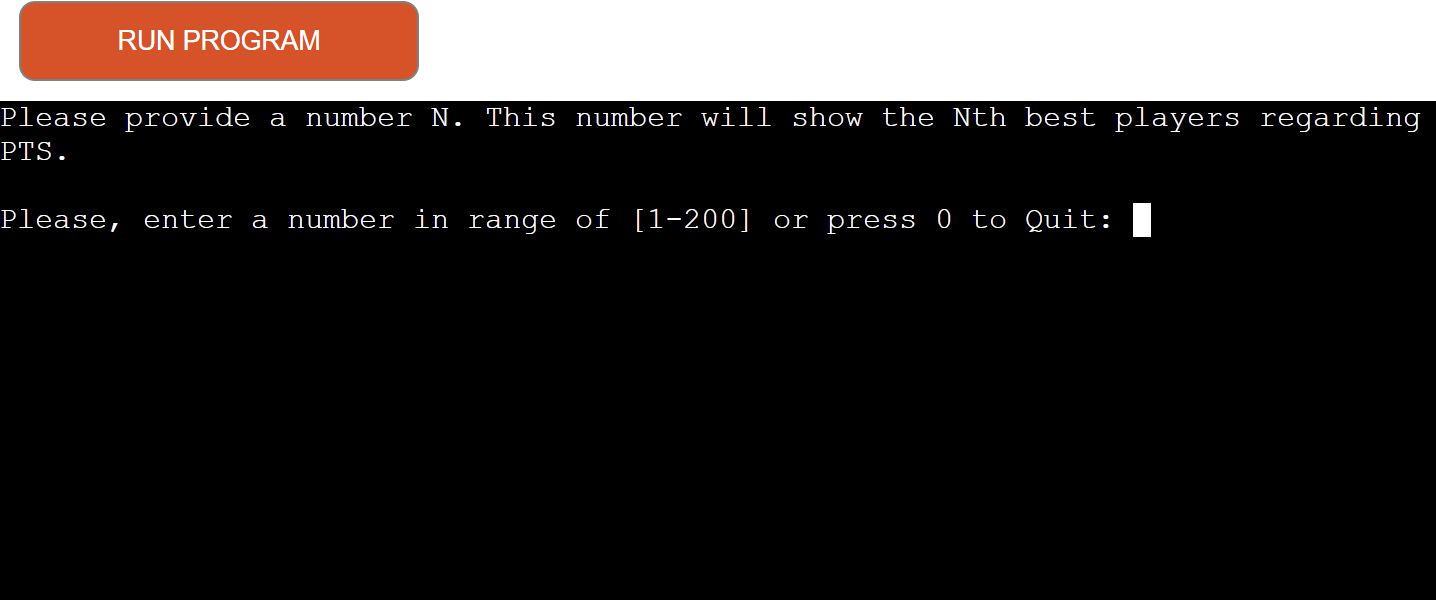 RUN PROGRAM
Please provide a number N. This number will show the Nth best players regarding
PTS.
Please, enter a number in range of [1-200] or press 0 to Quit: